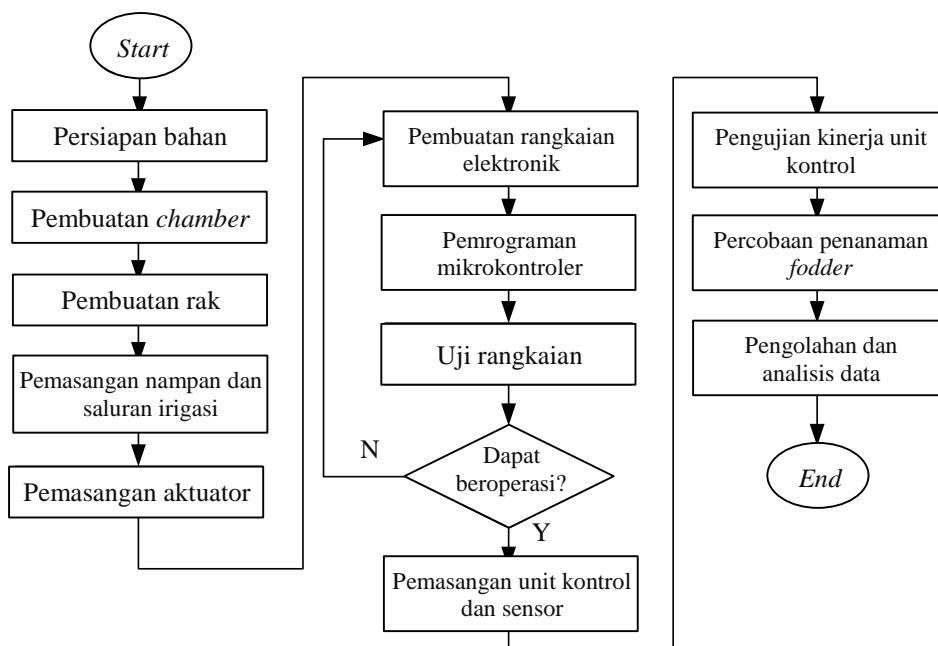 Start
Persiapan bahan
Pembuatan chamber
Pembuatan rak
Pemasangan nampan dan
saluran irigasi
Pemasangan aktuator
Pembuatan rangkaian
elektronik
Pemrograman
mikrokontroler
Uji rangkaian
Dapat
beroperasi?
N
Y
Pemasangan unit kontrol
dan sensor
Pengujian kinerja unit
kontrol
Percobaan penanaman
fodder
Pengolahan dan
analisis data
End